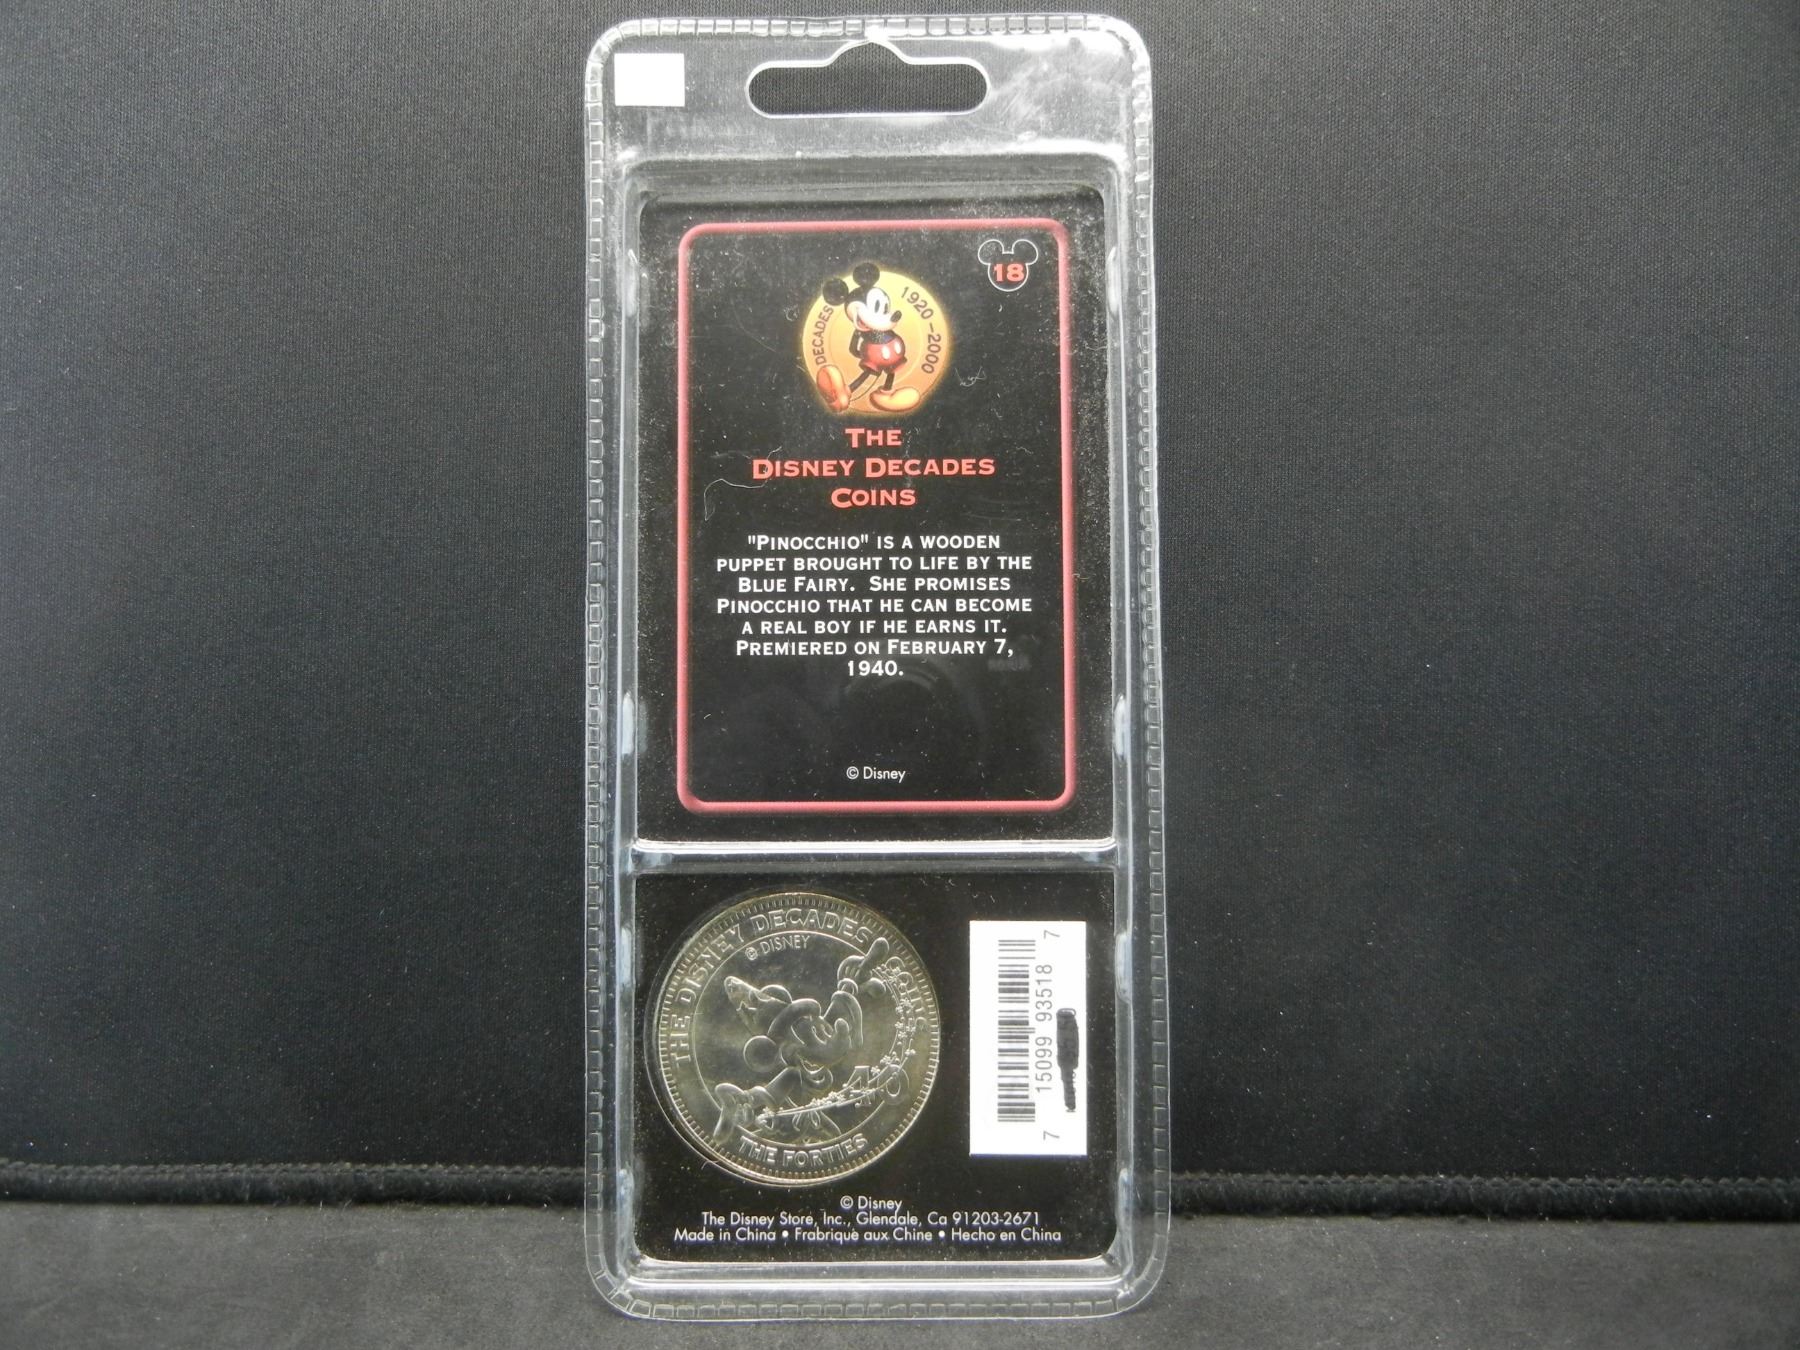 18
DECADES 1920-2000
THE
DISNEY DECADES
COINS
"PINOCCHIO" IS A WOODEN
PUPPET BROUGHT TO LIFE BY THE
BLUE FAIRY. SHE PROMISES
PINOCCHIO THAT HE CAN BECOME
A REAL BOY IF HE EARNS IT.
PREMIERED ON FEBRUARY 7,
1940.
© Disney
THE DISNEY DECADES COINS
© DISNEY
40
THE FORTIES
7 15099 93518 7
© Disney
The Disney Store, Inc., Glendale, Ca 91203-2671
Made in China • Frabriquè aux Chine • Hecho en China